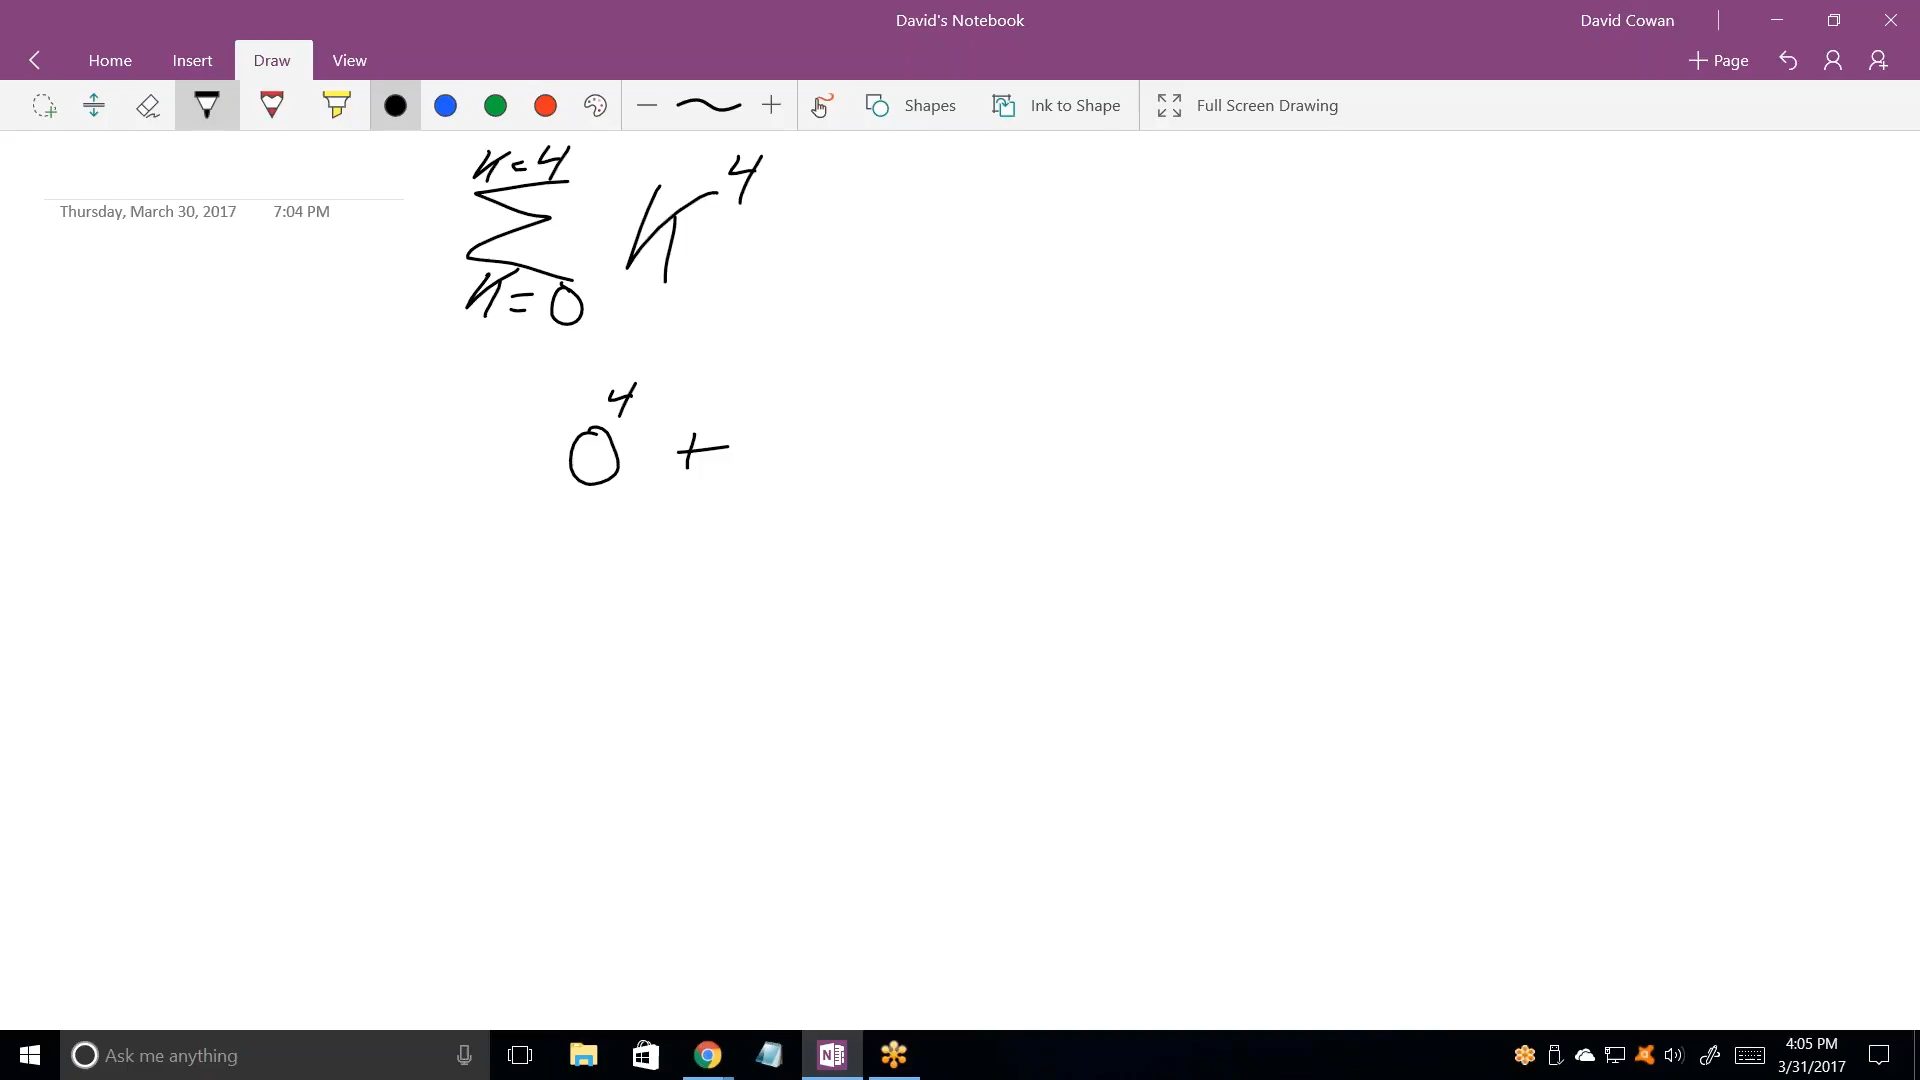 David's Notebook
David Cowan
Home Insert Draw View
Page
Shapes Ink to Shape Full Screen Drawing
K=4
Σ K⁴
K=0
Thursday, March 30, 2017 7:04 PM
0⁴ +
Ask me anything
4:05 PM
3/31/2017